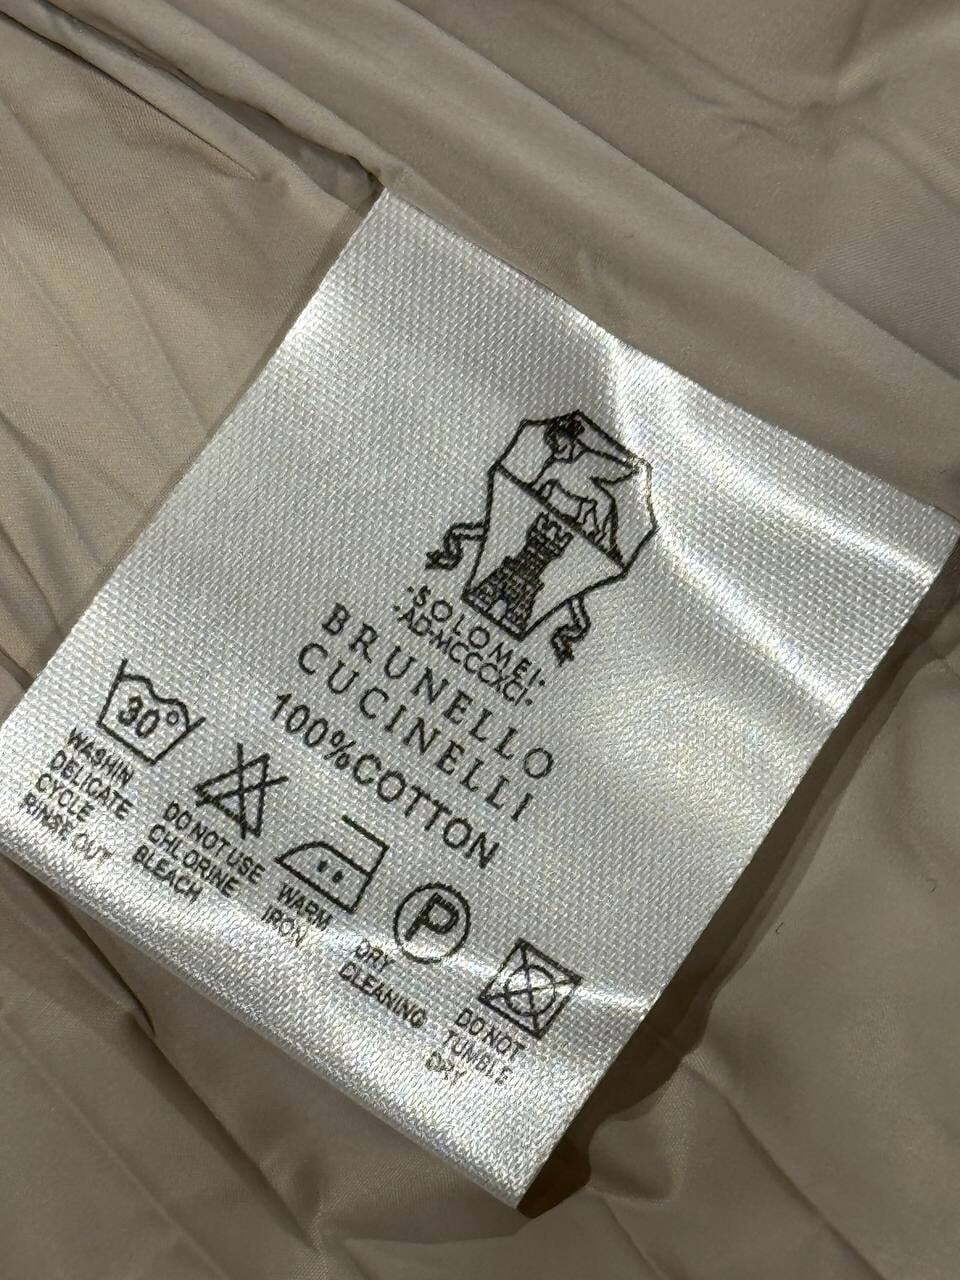 ·SOLOMEI·
·AD·MCCCXCI·
BRUNELLO
CUCINELLI
100%COTTON
30°
WASHIN
DELICATE
CYCLE
RINSE OUT
DO NOT USE
CHLORINE
BLEACH
WARM
IRON
P
DRY
CLEANING
DO NOT
TUMBLE
DRY